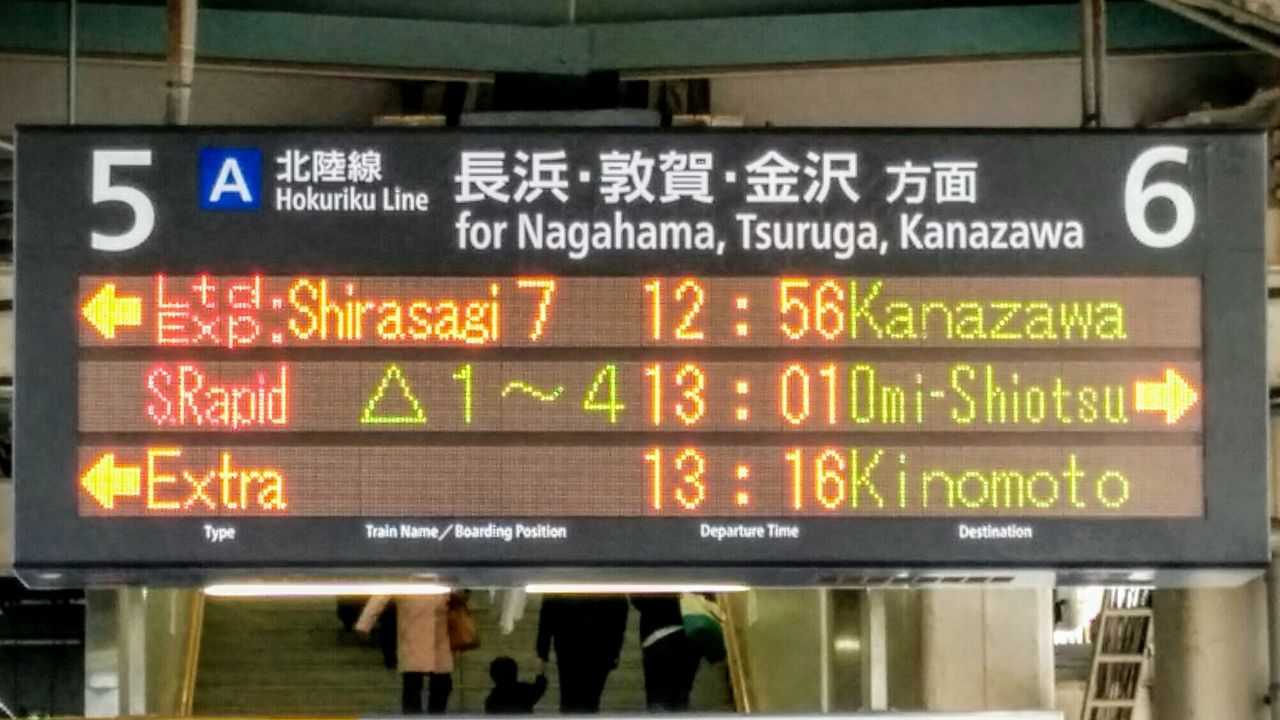 5 A 北陸線 長浜・敦賀・金沢 方面 6
Hokuriku Line for Nagahama, Tsuruga, Kanazawa
← Ltd. Exp. Shirasagi 7 12:56 Kanazawa
S.Rapid △1～4 13:01 Omi-Shiotsu →
← Extra 13:16 Kinomoto
Type Train Name／Boarding Position Departure Time Destination